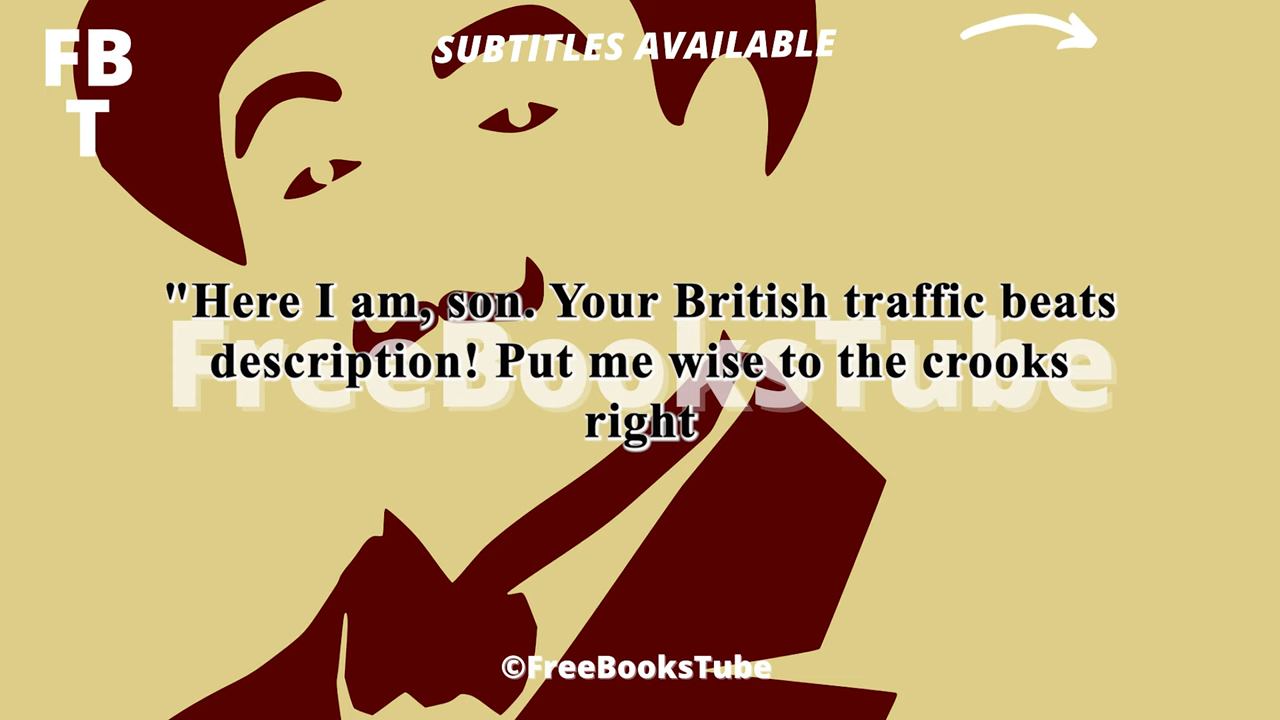 FB
T
SUBTITLES AVAILABLE
"Here I am, son. Your British traffic beats
FreeBooksTube
description! Put me wise to the crooks
right
©FreeBooksTube